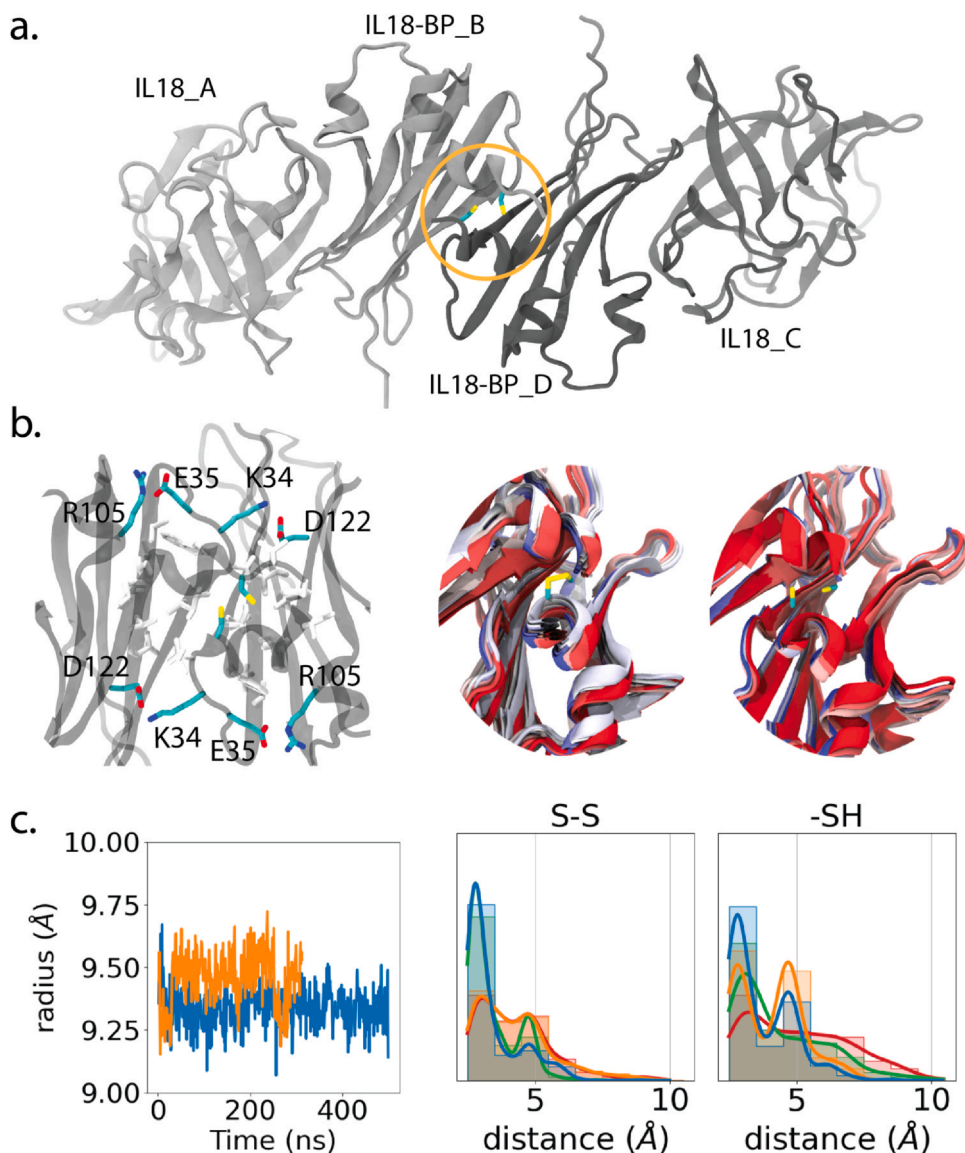 a.
IL18-BP_B
IL18_A
IL18_C
IL18-BP_D
b.
E35
K34
R105
D122
D122
R105
K34
E35
c.
S-S
-SH
10.00
9.75
9.50
9.25
9.00
radius (Å)
0
200
400
Time (ns)
5
10
distance (Å)
5
10
distance (Å)